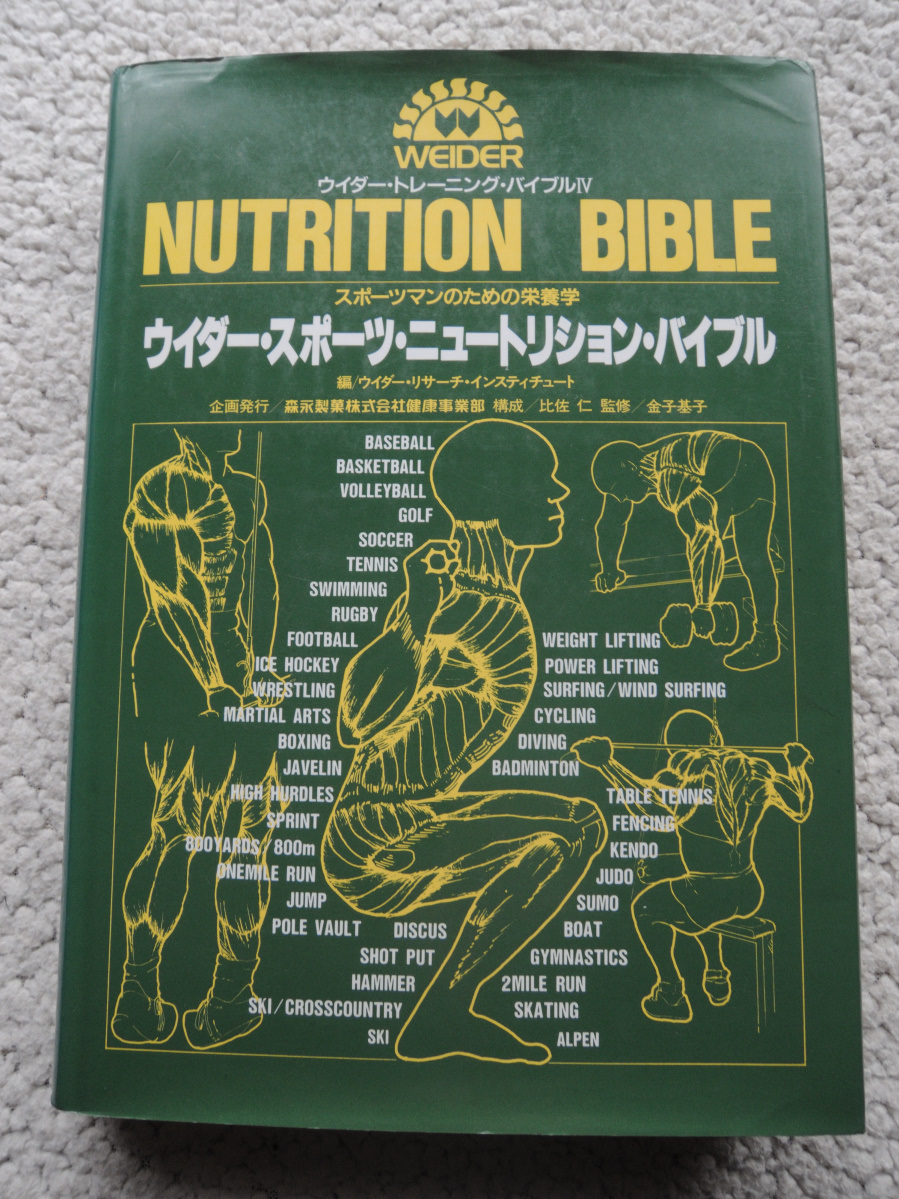 WEIDER
ウイダー・トレーニング・バイブルⅣ
NUTRITION BIBLE
スポーツマンのための栄養学
ウイダー・スポーツ・ニュートリション・バイブル
編/ウイダー・リサーチ・インスティチュート
企画発行/森永製菓株式会社健康事業部 構成/比佐 仁 監修/金子基子
BASEBALL
BASKETBALL
VOLLEYBALL
GOLF
SOCCER
TENNIS
SWIMMING
RUGBY
FOOTBALL
ICE HOCKEY
WRESTLING
MARTIAL ARTS
BOXING
JAVELIN
HIGH HURDLES
SPRINT
800YARDS/800m
ONEMILE RUN
JUMP
POLE VAULT
DISCUS
SHOT PUT
HAMMER
SKI/CROSSCOUNTRY
SKI
WEIGHT LIFTING
POWER LIFTING
SURFING/WIND SURFING
CYCLING
DIVING
BADMINTON
TABLE TENNIS
FENCING
KENDO
JUDO
SUMO
BOAT
GYMNASTICS
2MILE RUN
SKATING
ALPEN